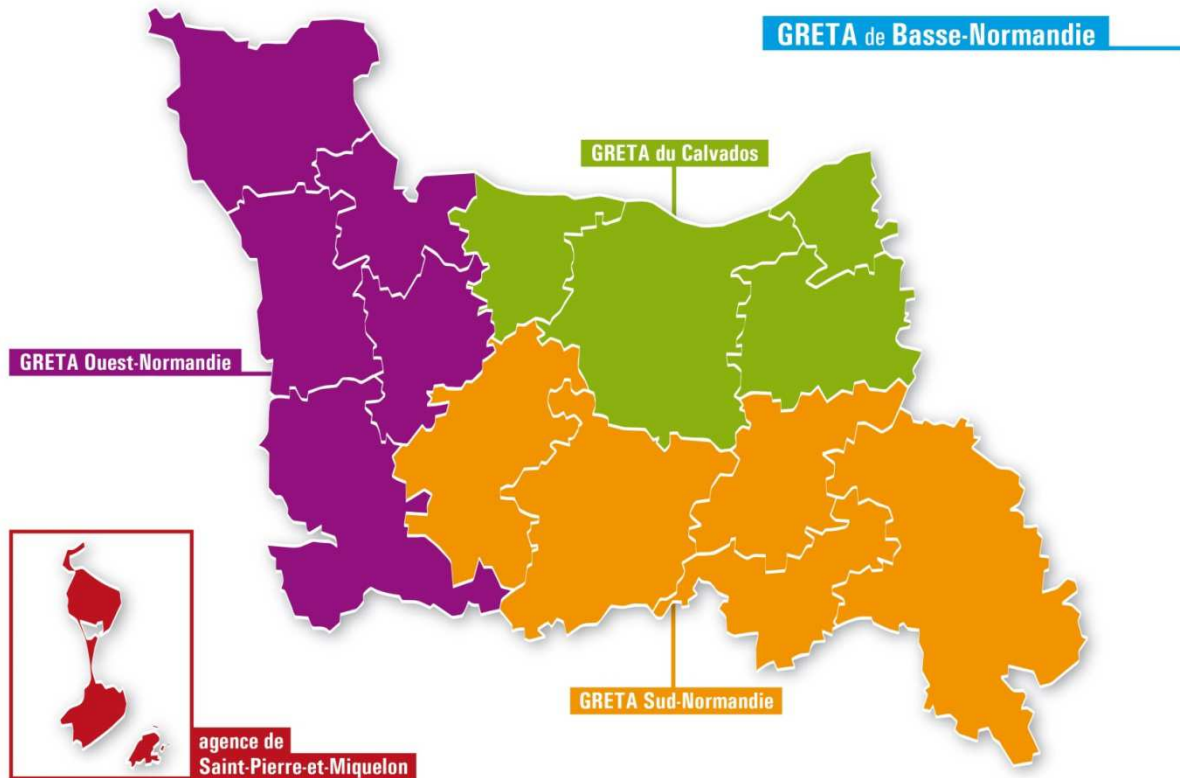 GRETA de Basse-Normandie
GRETA du Calvados
GRETA Ouest-Normandie
GRETA Sud-Normandie
agence de
Saint-Pierre-et-Miquelon